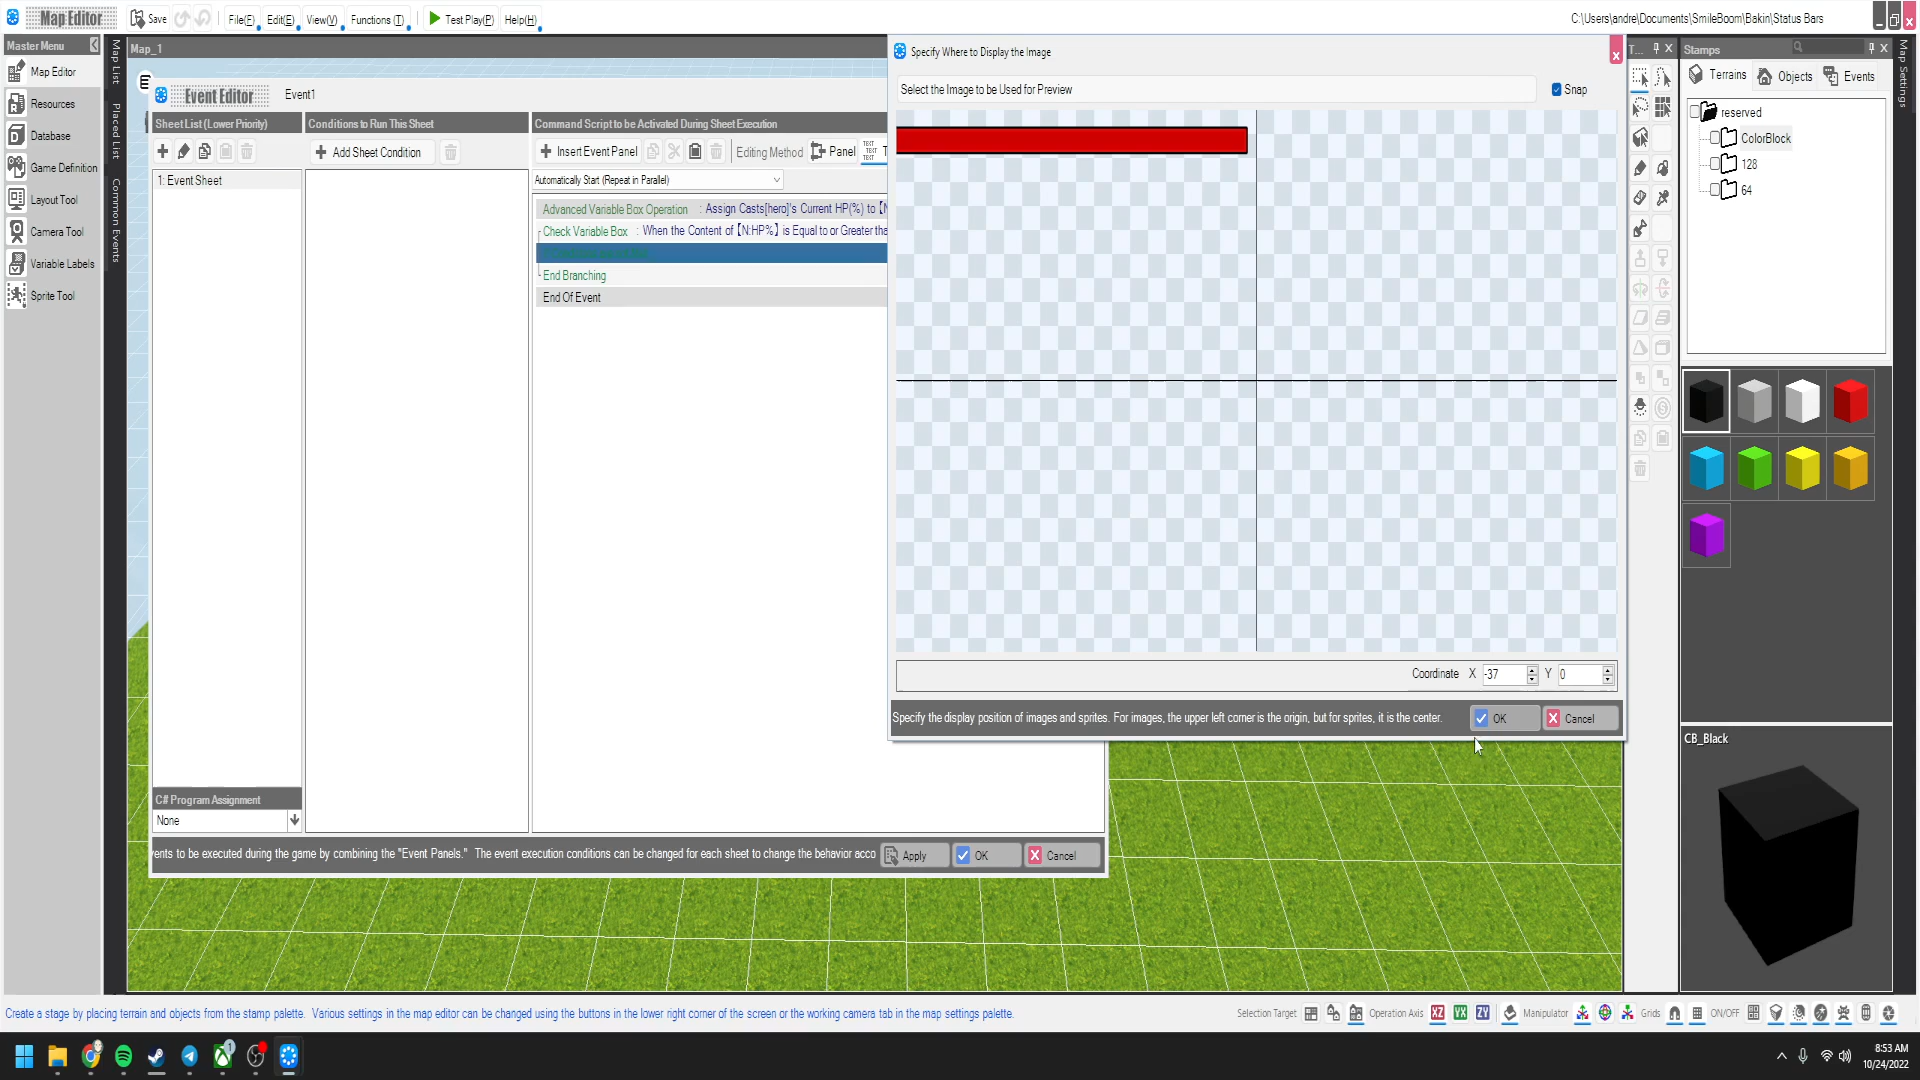 Map Editor
Save
File(F)
Edit(E)
View(V)
Functions (T)
Test Play(P)
Help(H)
C:\Users\andre\Documents\SmileBoom\Bakin\Status Bars
Master Menu
Map Editor
Resources
Database
Game Definition
Layout Tool
Camera Tool
Variable Labels
Sprite Tool
Map List
Placed List
Common Events
Map_1
Event Editor
Event1
Sheet List (Lower Priority)
Conditions to Run This Sheet
Command Script to be Activated During Sheet Execution
Add Sheet Condition
Insert Event Panel
Editing Method
Panel
TEXT
TEXT
TEXT
T
1: Event Sheet
Automatically Start (Repeat in Parallel)
Advanced Variable Box Operation : Assign Casts[hero]'s Current HP(%) to【N
Check Variable Box : When the Content of【N:HP%】is Equal to or Greater tha
End Branching
End Of Event
C# Program Assignment
None
ents to be executed during the game by combining the "Event Panels." The event execution conditions can be changed for each sheet to change the behavior acco
Apply
OK
Cancel
Specify Where to Display the Image
Select the Image to be Used for Preview
Snap
Coordinate X -37 Y 0
Specify the display position of images and sprites. For images, the upper left corner is the origin, but for sprites, it is the center.
OK
Cancel
T...
Stamps
Terrains
Objects
Events
reserved
ColorBlock
128
64
Map Settings
CB_Black
Create a stage by placing terrain and objects from the stamp palette. Various settings in the map editor can be changed using the buttons in the lower right corner of the screen or the working camera tab in the map settings palette.
Selection Target
Operation Axis
XZ
YX
ZY
Manipulator
Grids
ON/OFF
1
8:53 AM
10/24/2022